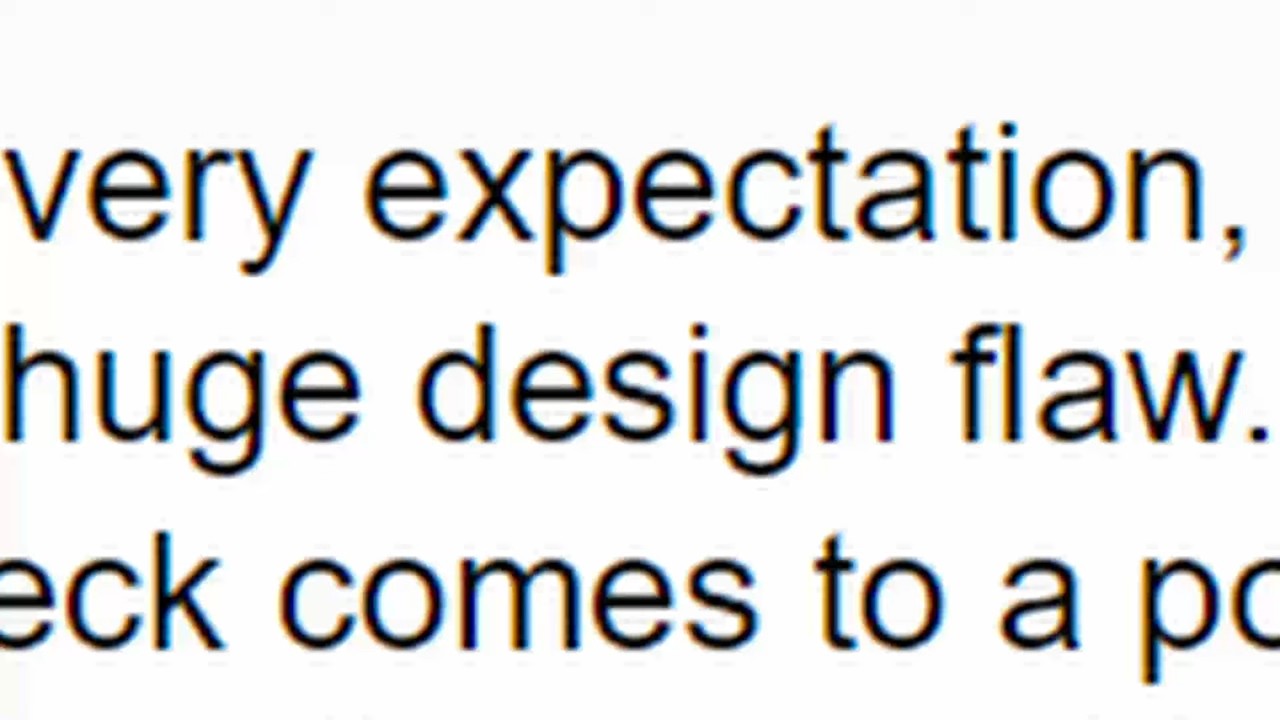 very expectation,
huge design flaw.
eck comes to a po